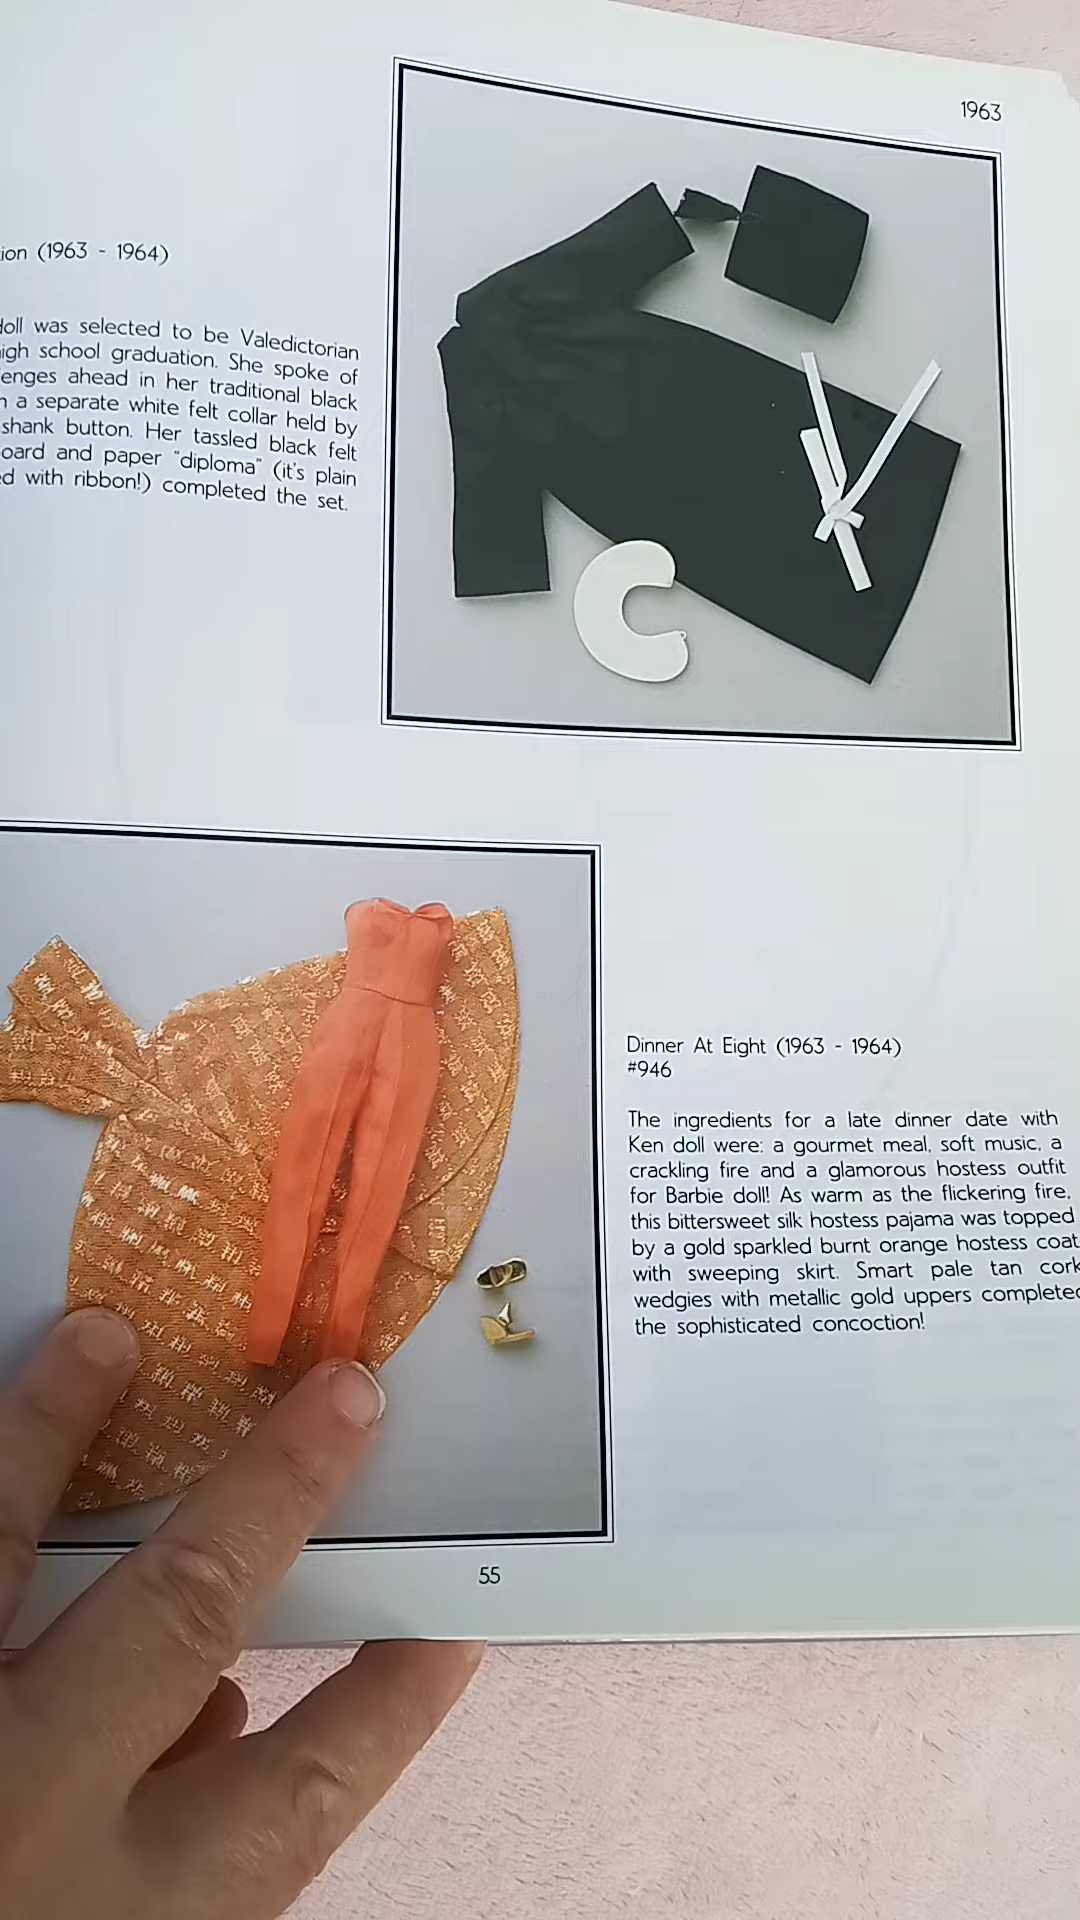 1963
ion (1963 - 1964)
doll was selected to be Valedictorian
igh school graduation. She spoke of
enges ahead in her traditional black
a separate white felt collar held by
shank button. Her tassled black felt
oard and paper "diploma" (it's plain
ed with ribbon!) completed the set.
Dinner At Eight (1963 - 1964)
#946
The ingredients for a late dinner date with
Ken doll were: a gourmet meal, soft music, a
crackling fire and a glamorous hostess outfit
for Barbie doll! As warm as the flickering fire,
this bittersweet silk hostess pajama was topped
by a gold sparkled burnt orange hostess coat
with sweeping skirt. Smart pale tan cork
wedgies with metallic gold uppers completed
the sophisticated concoction!
55